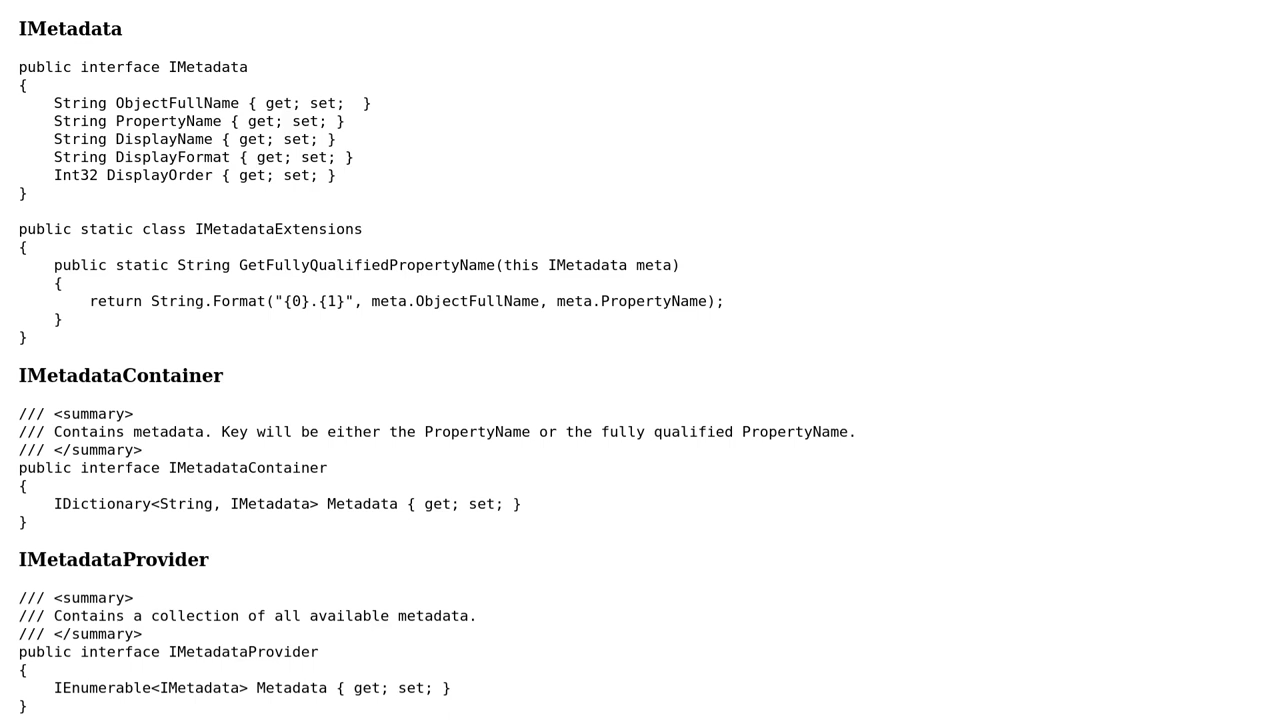 IMetadata
public interface IMetadata
{
    String ObjectFullName { get; set;  }
    String PropertyName { get; set; }
    String DisplayName { get; set; }
    String DisplayFormat { get; set; }
    Int32 DisplayOrder { get; set; }
}

public static class IMetadataExtensions
{
    public static String GetFullyQualifiedPropertyName(this IMetadata meta)
    {
        return String.Format("{0}.{1}", meta.ObjectFullName, meta.PropertyName);
    }
}
IMetadataContainer
/// <summary>
/// Contains metadata. Key will be either the PropertyName or the fully qualified PropertyName.
/// </summary>
public interface IMetadataContainer
{
    IDictionary<String, IMetadata> Metadata { get; set; }
}
IMetadataProvider
/// <summary>
/// Contains a collection of all available metadata.
/// </summary>
public interface IMetadataProvider
{
    IEnumerable<IMetadata> Metadata { get; set; }
}